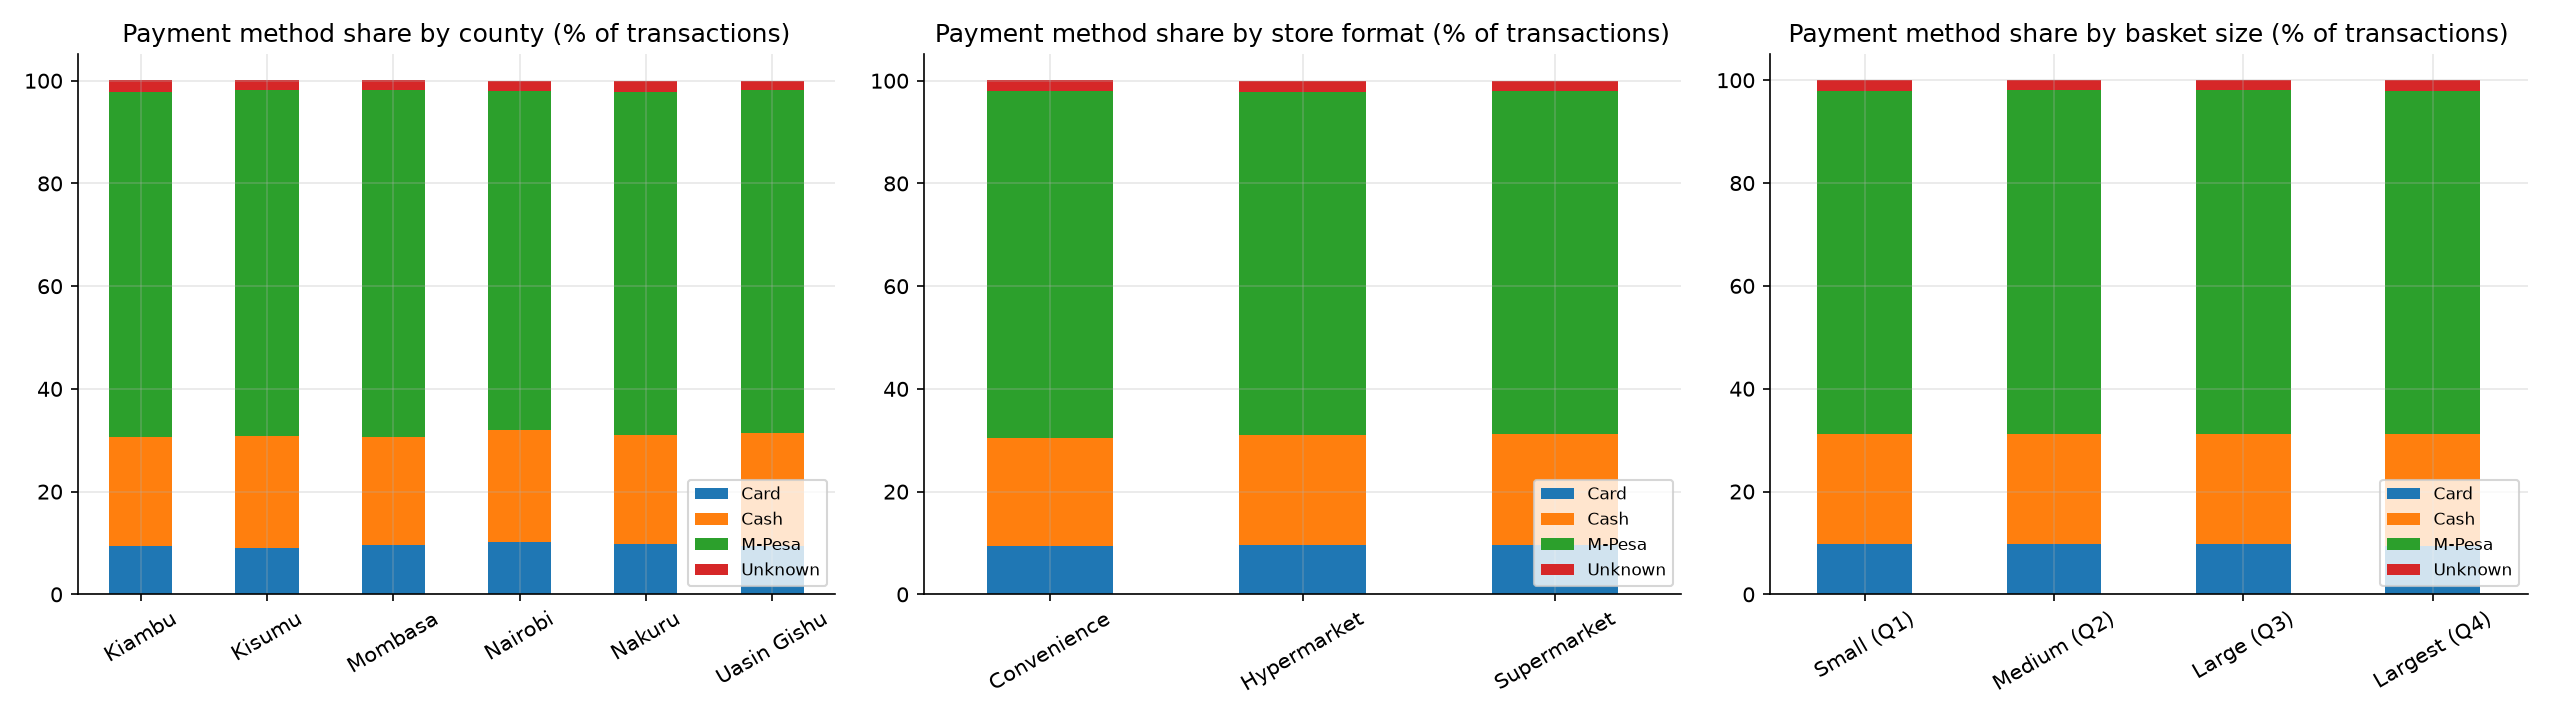 Payment method share by county (% of transactions)
100
80
60
40
20
0
Kiambu
Kisumu
Mombasa
Nairobi
Nakuru
Uasin Gishu
Card
Cash
M-Pesa
Unknown
Payment method share by store format (% of transactions)
100
80
60
40
20
0
Convenience
Hypermarket
Supermarket
Card
Cash
M-Pesa
Unknown
Payment method share by basket size (% of transactions)
100
80
60
40
20
0
Small (Q1)
Medium (Q2)
Large (Q3)
Largest (Q4)
Card
Cash
M-Pesa
Unknown